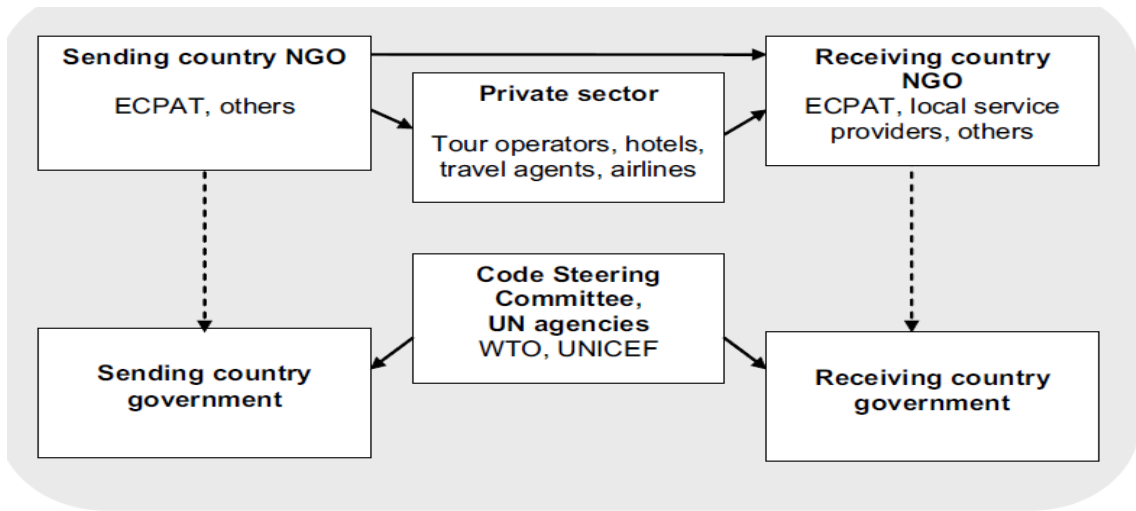 Sending country NGO
ECPAT, others
Private sector
Tour operators, hotels,
travel agents, airlines
Receiving country
NGO
ECPAT, local service
providers, others
Code Steering
Committee,
UN agencies
WTO, UNICEF
Sending country
government
Receiving country
government